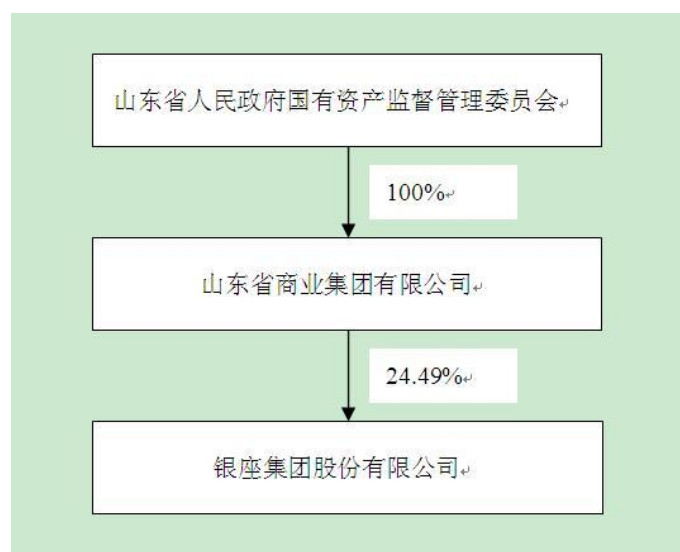 山东省人民政府国有资产监督管理委员会
100%
山东省商业集团有限公司
24.49%
银座集团股份有限公司